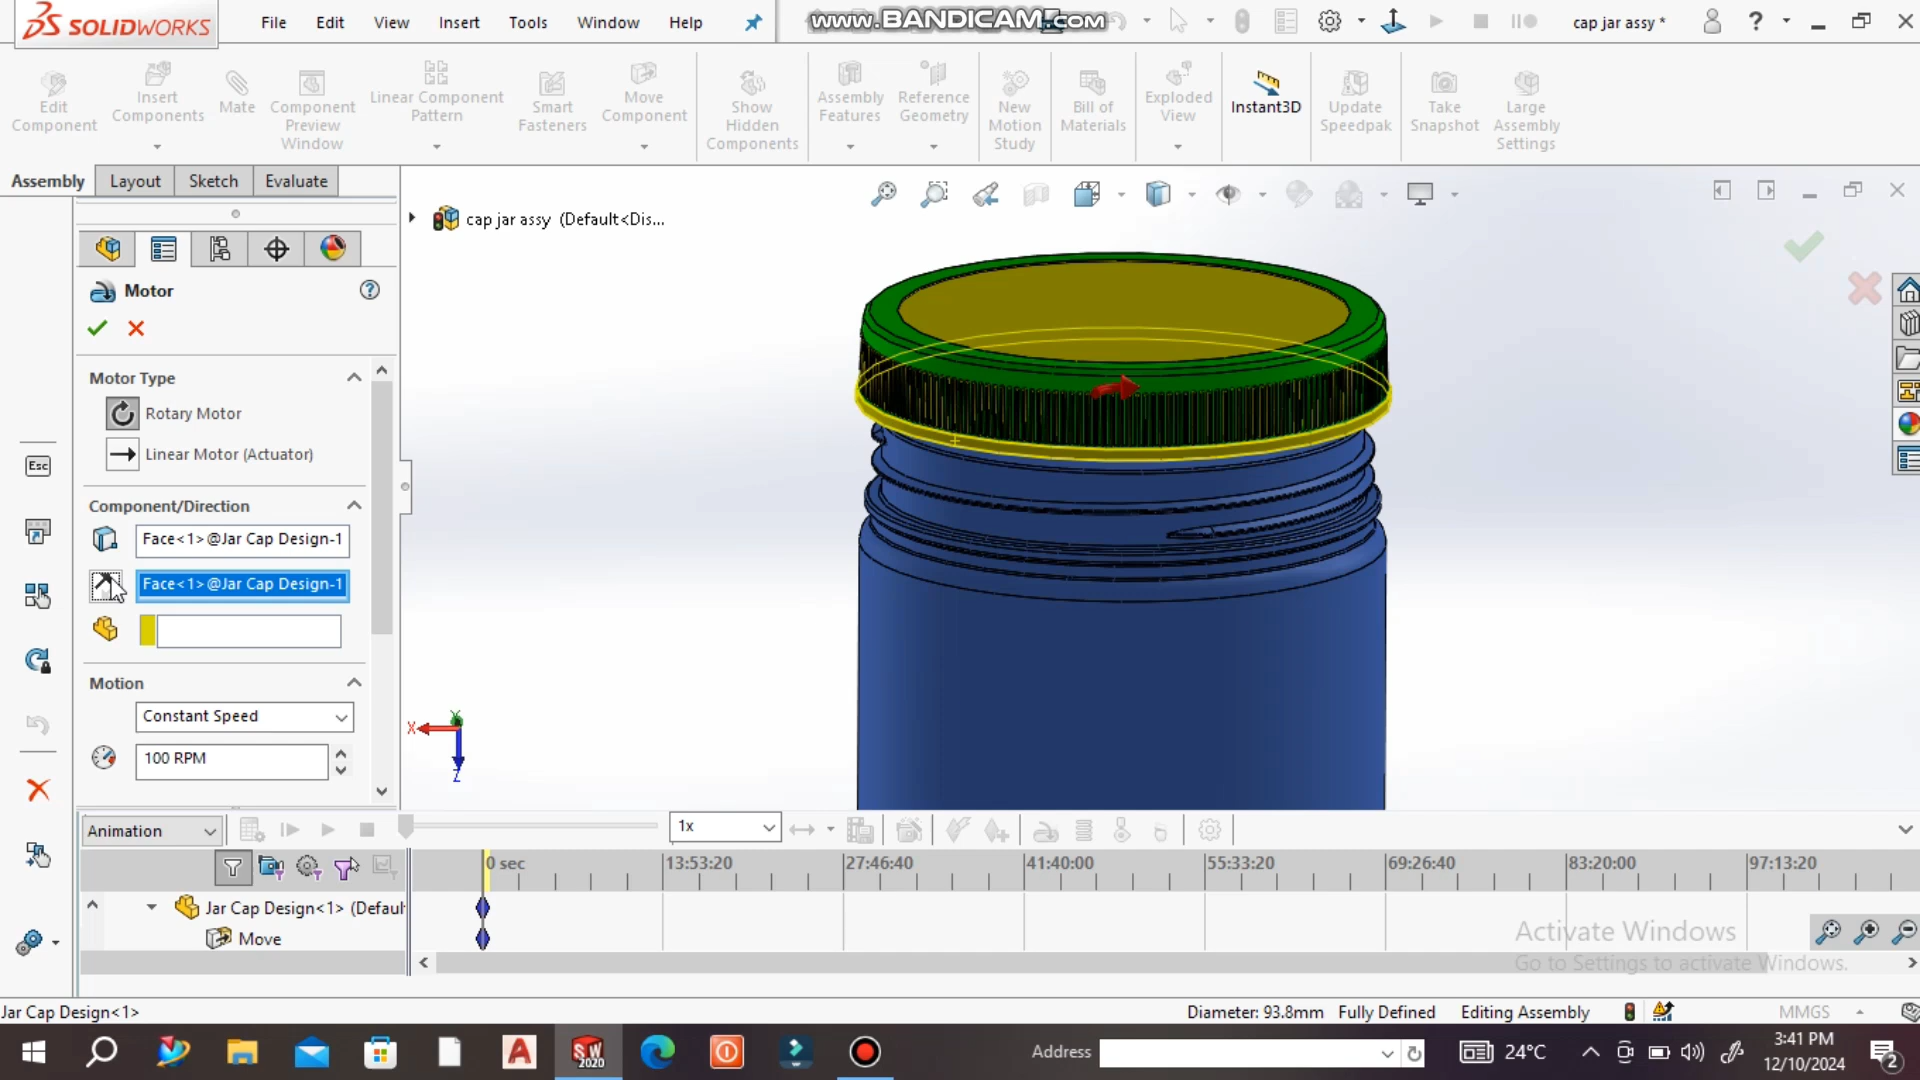 SOLIDWORKS
File Edit View Insert Tools Window Help
www.BANDICAM.com
cap jar assy *
?
Edit Component
Insert Components
Mate
Component Preview Window
Linear Component Pattern
Smart Fasteners
Move Component
Show Hidden Components
Assembly Features
Reference Geometry
New Motion Study
Bill of Materials
Exploded View
Instant3D
Update Speedpak
Take Snapshot
Large Assembly Settings
Assembly Layout Sketch Evaluate
cap jar assy (Default<Dis...
Motor
?
Motor Type
Rotary Motor
Linear Motor (Actuator)
Component/Direction
Face<1>@Jar Cap Design-1
Face<1>@Jar Cap Design-1
Motion
Constant Speed
100 RPM
Esc
X
Y
Z
Animation
1x
0 sec 13:53:20 27:46:40 41:40:00 55:33:20 69:26:40 83:20:00 97:13:20
Jar Cap Design<1> (Defaul
Move
Activate Windows
Go to Settings to activate Windows.
Jar Cap Design<1>
Diameter: 93.8mm Fully Defined Editing Assembly MMGS
A
SW 2020
Address
24°C
3:41 PM
12/10/2024
2